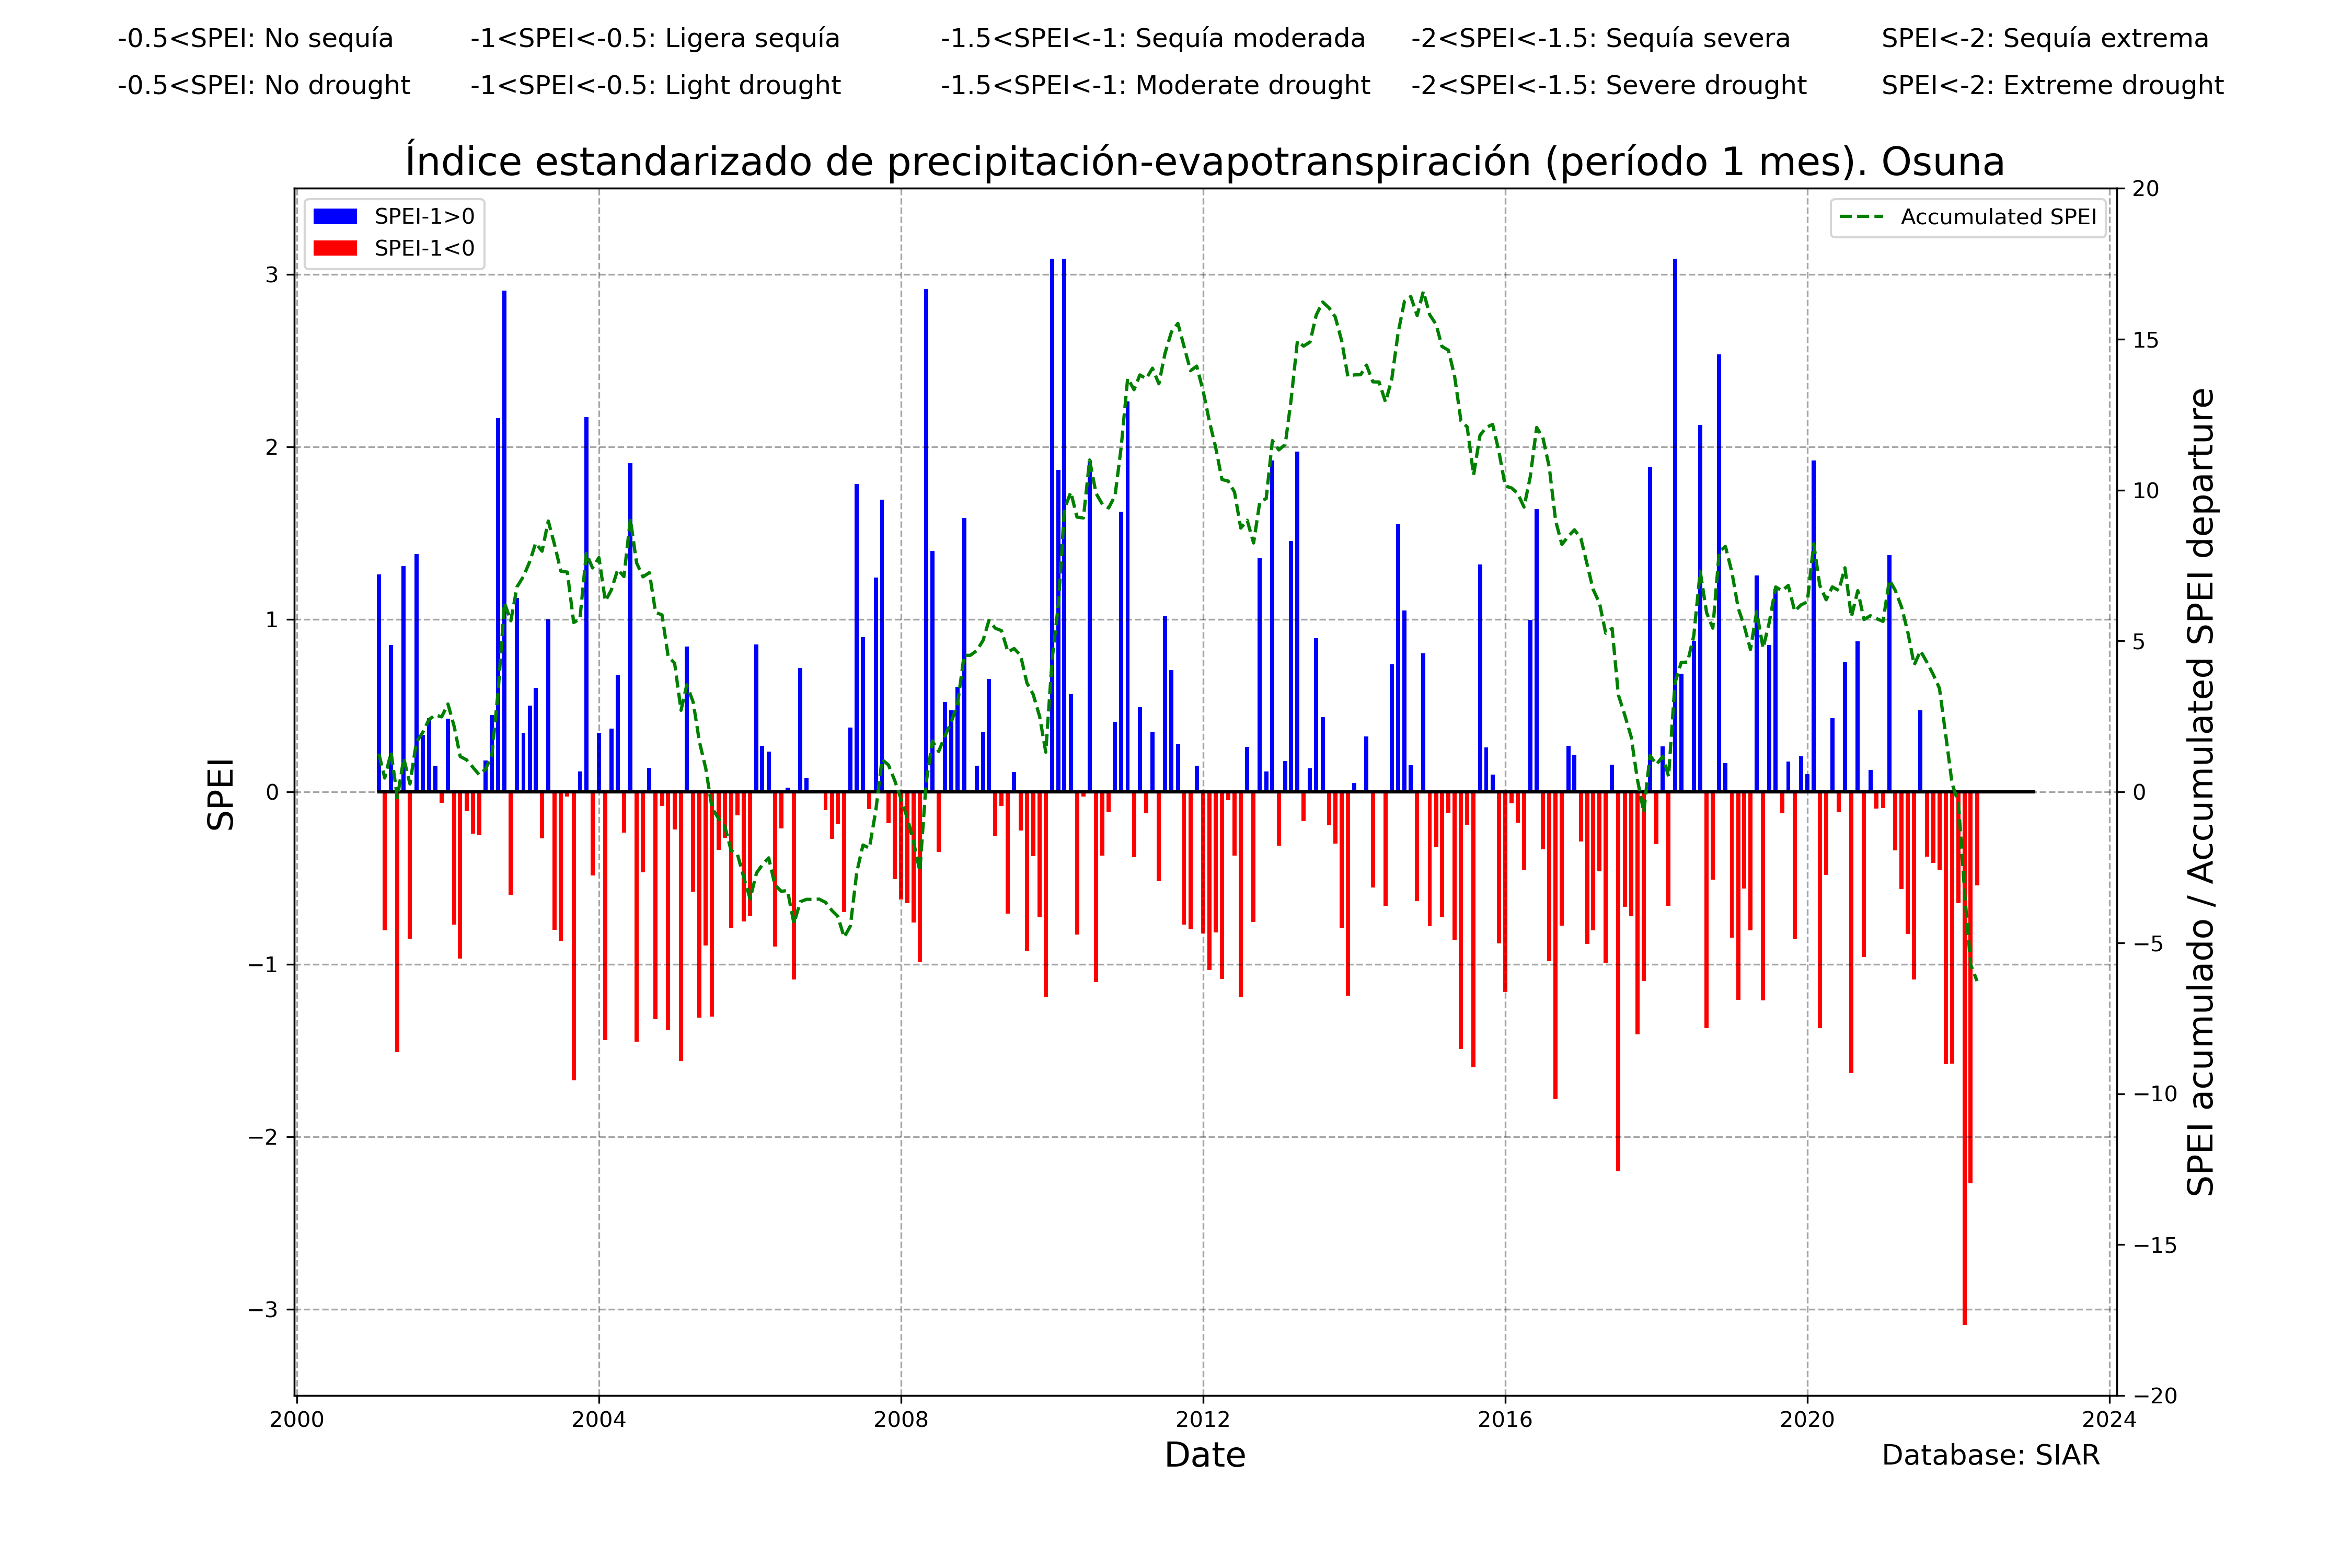 -0.5<SPEI: No sequía -1<SPEI<-0.5: Ligera sequía -1.5<SPEI<-1: Sequía moderada -2<SPEI<-1.5: Sequía severa SPEI<-2: Sequía extrema
-0.5<SPEI: No drought -1<SPEI<-0.5: Light drought -1.5<SPEI<-1: Moderate drought -2<SPEI<-1.5: Severe drought SPEI<-2: Extreme drought
Índice estandarizado de precipitación-evapotranspiración (período 1 mes). Osuna
SPEI-1>0
SPEI-1<0
Accumulated SPEI
SPEI
3
2
1
0
−1
−2
−3
20
15
10
5
0
−5
−10
−15
−20
SPEI acumulado / Accumulated SPEI departure
2000 2004 2008 2012 2016 2020 2024
Date
Database: SIAR